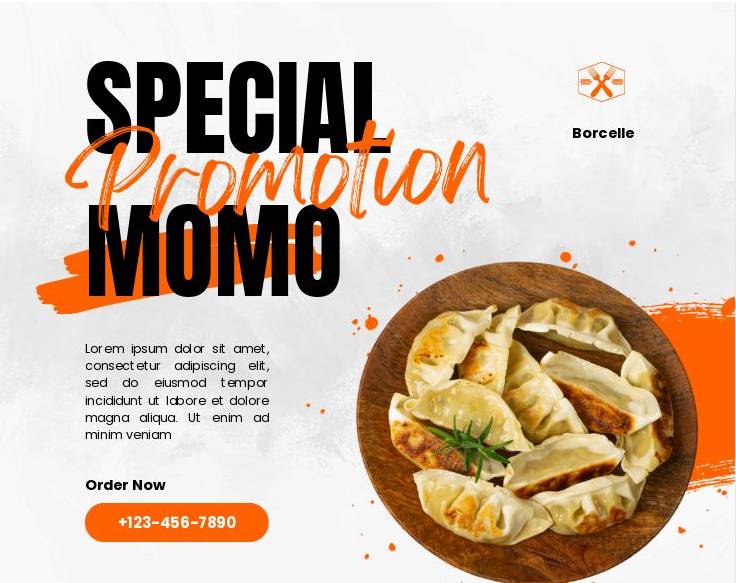 SPECIAL
Promotion
MOMO
Borcelle
Lorem ipsum dolor sit amet,
consectetur adipiscing elit,
sed do eiusmod tempor
incididunt ut labore et dolore
magna aliqua. Ut enim ad
minim veniam
Order Now
+123-456-7890